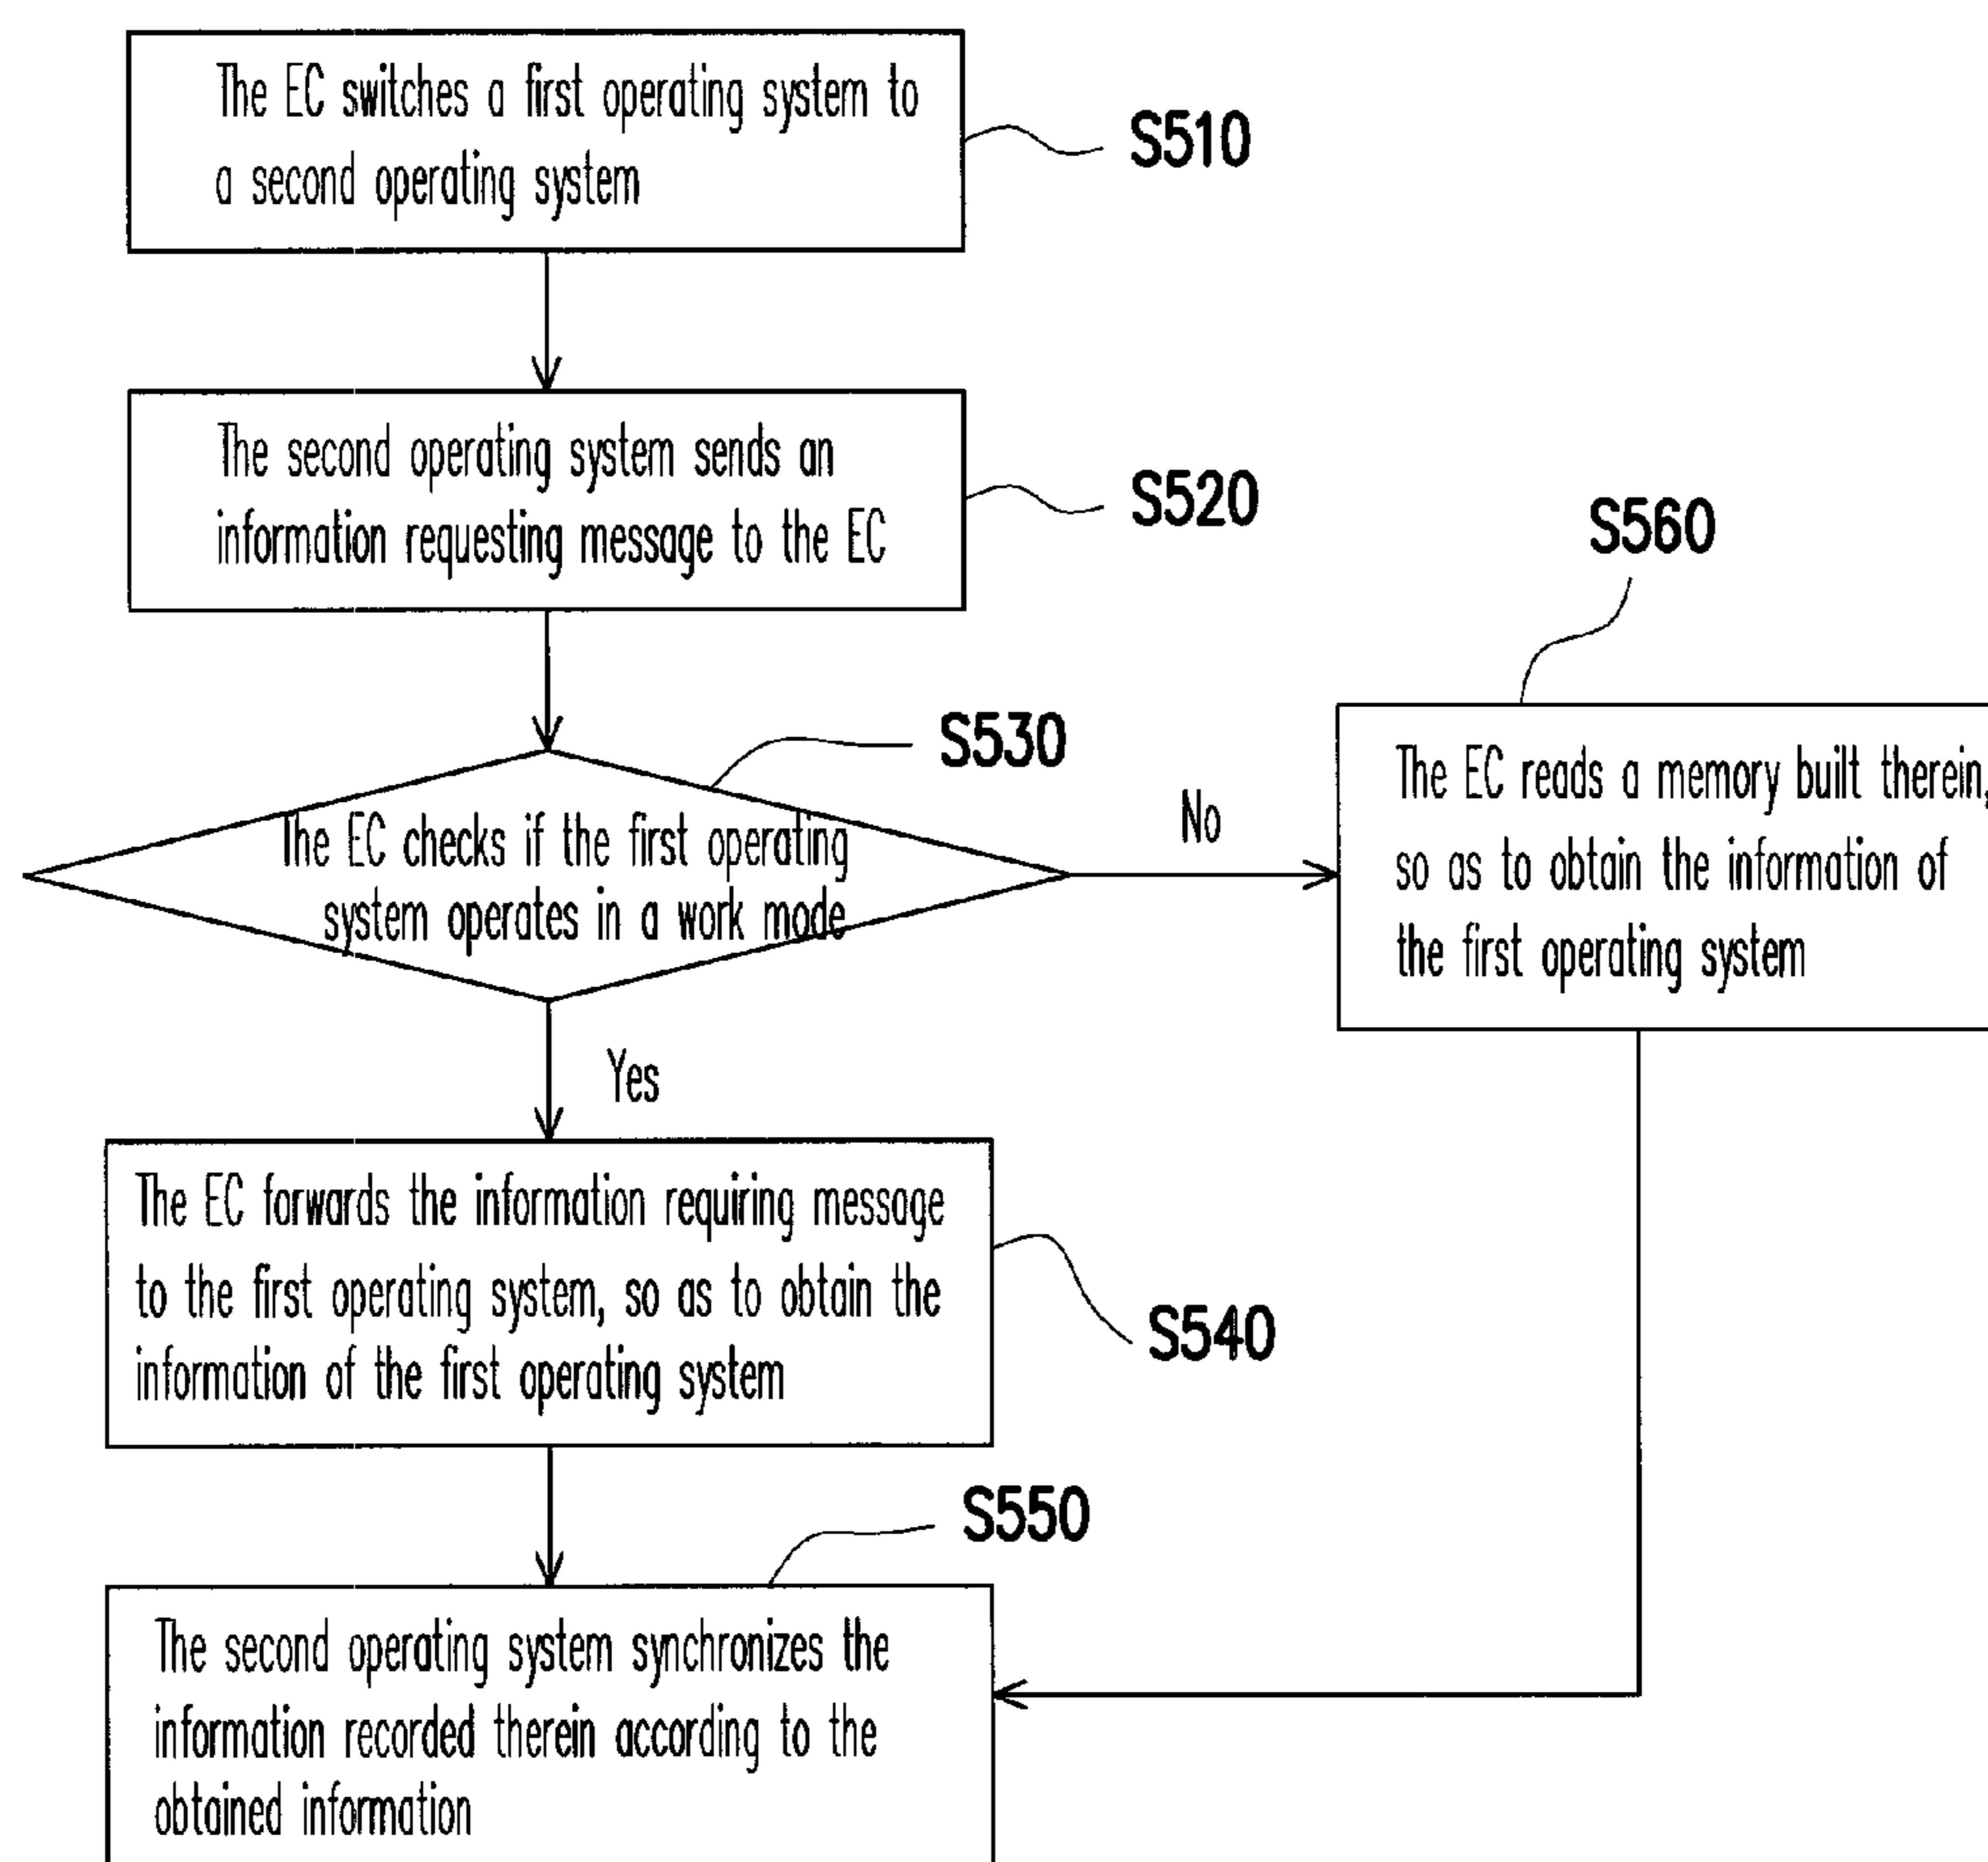 The EC switches a first operating system to
a second operating system
S510
The second operating system sends an
information requesting message to the EC
S520
S530
The EC checks if the first operating
system operates in a work mode
No
S560
The EC reads a memory built therein,
so as to obtain the information of
the first operating system
Yes
The EC forwards the information requiring message
to the first operating system, so as to obtain the
information of the first operating system
S540
S550
The second operating system synchronizes the
information recorded therein according to the
obtained information